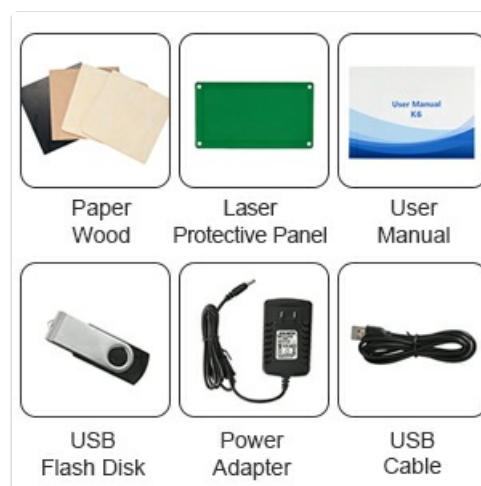 User Manual
K6
Paper
Wood
Laser
Protective Panel
User
Manual
USB
Flash Disk
Power
Adapter
USB
Cable